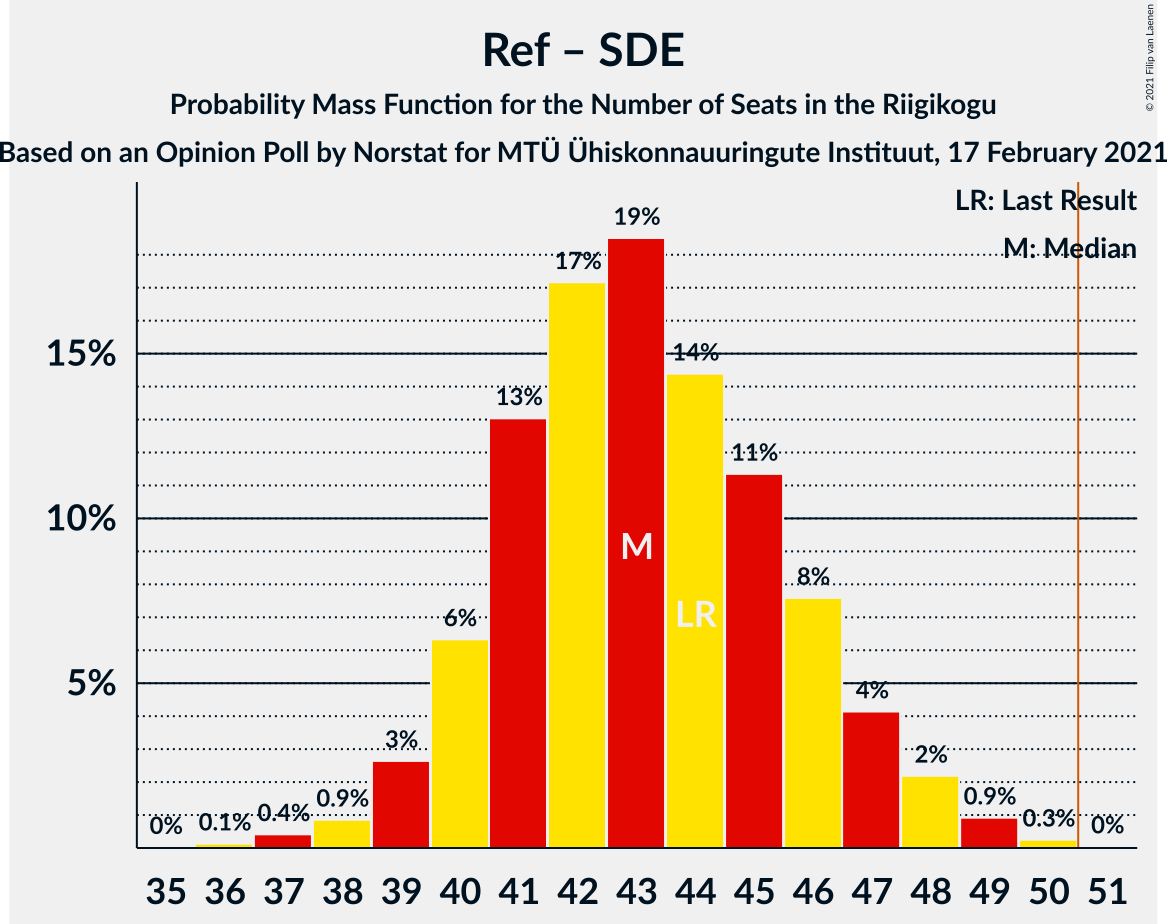 Ref – SDE
Probability Mass Function for the Number of Seats in the Riigikogu
Based on an Opinion Poll by Norstat for MTÜ Ühiskonnauuringute Instituut, 17 February 2021
© 2021 Filip van Laenen
LR: Last Result
M: Median
19%
17%
15%
14%
13%
11%
10%
M
8%
LR
6%
5%
4%
3%
2%
0.9%
0.9%
0.4%
0.3%
0.1%
0%
0%
35 36 37 38 39 40 41 42 43 44 45 46 47 48 49 50 51